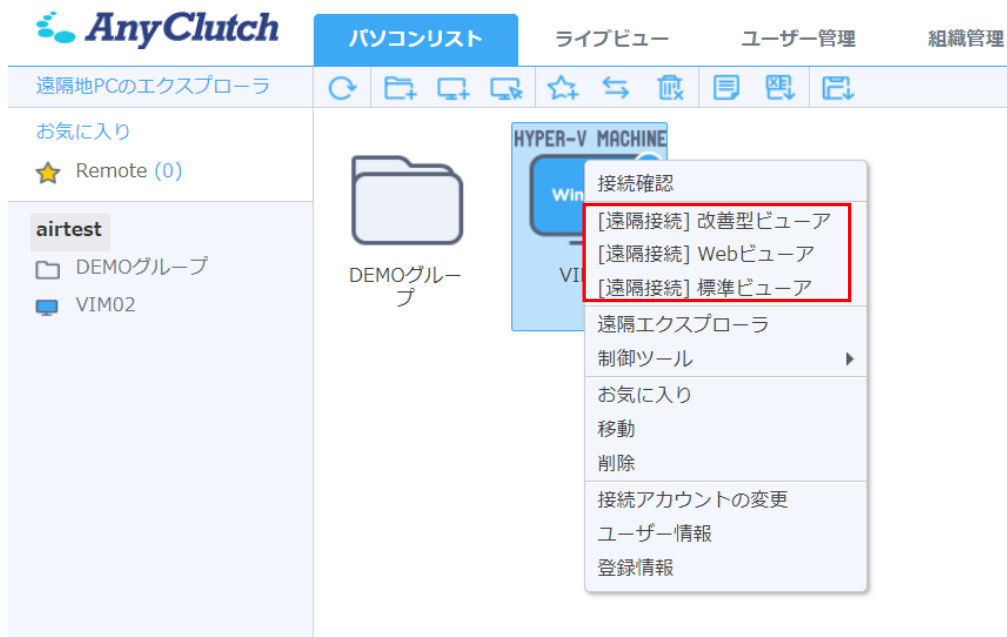 AnyClutch
パソコンリスト
ライブビュー
ユーザー管理
組織管理
遠隔地PCのエクスプローラ
お気に入り
Remote (0)
airtest
DEMOグループ
VIM02
DEMOグルー
プ
HYPER-V MACHINE
接続確認
[遠隔接続] 改善型ビューア
[遠隔接続] Webビューア
[遠隔接続] 標準ビューア
遠隔エクスプローラ
制御ツール
お気に入り
移動
削除
接続アカウントの変更
ユーザー情報
登録情報